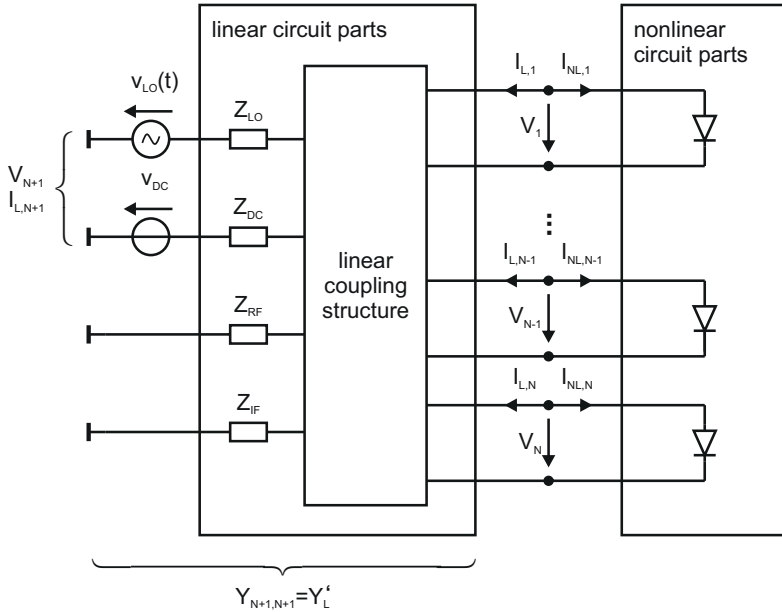 linear circuit parts
nonlinear
circuit parts
I_L,1 I_NL,1
v_LO(t)
Z_LO
V_1
V_N+1
I_L,N+1
v_DC
Z_DC
...
linear
coupling
structure
I_L,N-1 I_NL,N-1
Z_RF
V_N-1
I_L,N I_NL,N
Z_IF
V_N
Y_N+1,N+1=Y_L‘